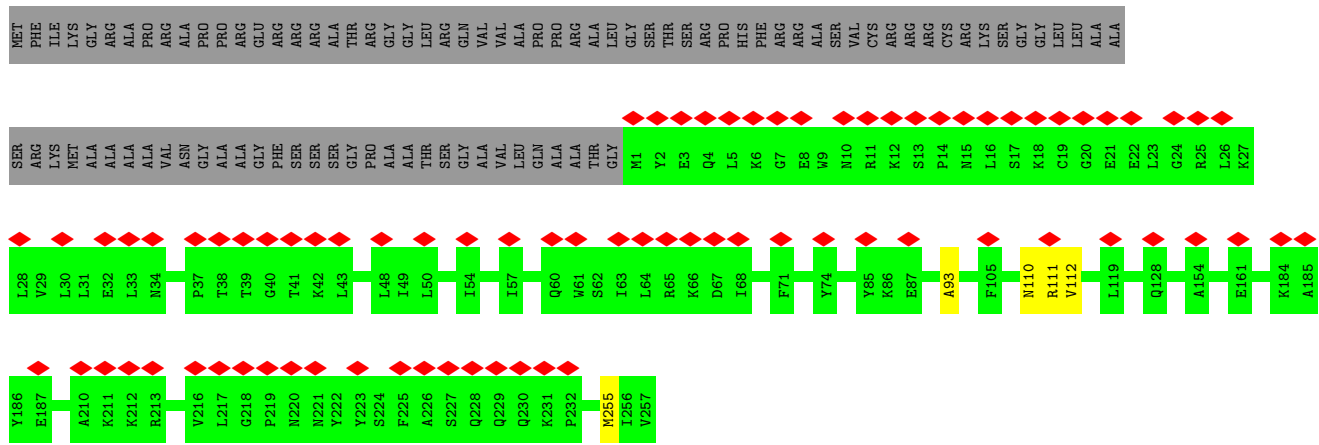 MET PHE ILE LYS GLY ARG ALA PRO ARG ALA PRO PRO ARG GLU ARG ARG ARG ALA THR ARG GLY GLY LEU ARG GLN VAL VAL ALA PRO PRO ARG ALA LEU GLY SER THR SER ARG PRO HIS PHE ARG ARG ALA SER VAL CYS ARG ARG ARG CYS ARG LYS SER GLY GLY LEU LEU ALA ALA
SER ARG LYS MET ALA ALA ALA ALA VAL ASN GLY ALA ALA GLY PHE SER SER SER GLY PRO ALA ALA THR SER GLY ALA VAL LEU GLN ALA ALA THR GLY M1 Y2 E3 Q4 L5 K6 G7 E8 W9 N10 R11 K12 S13 P14 N15 L16 S17 K18 C19 G20 E21 E22 L23 G24 R25 L26 K27
L28 V29 L30 L31 E32 L33 N34 P37 T38 T39 G40 T41 K42 L43 L48 I49 L50 I54 I57 Q60 W61 S62 I63 L64 R65 K66 D67 I68 F71 Y74 Y85 K86 E87 A93 F105 N110 R111 V112 L119 Q128 A154 E161 K184 A185
Y186 E187 A210 K211 K212 R213 V216 L217 G218 P219 N220 N221 Y222 Y223 S224 F225 A226 S227 Q228 Q229 Q230 K231 P232 M255 I256 V257